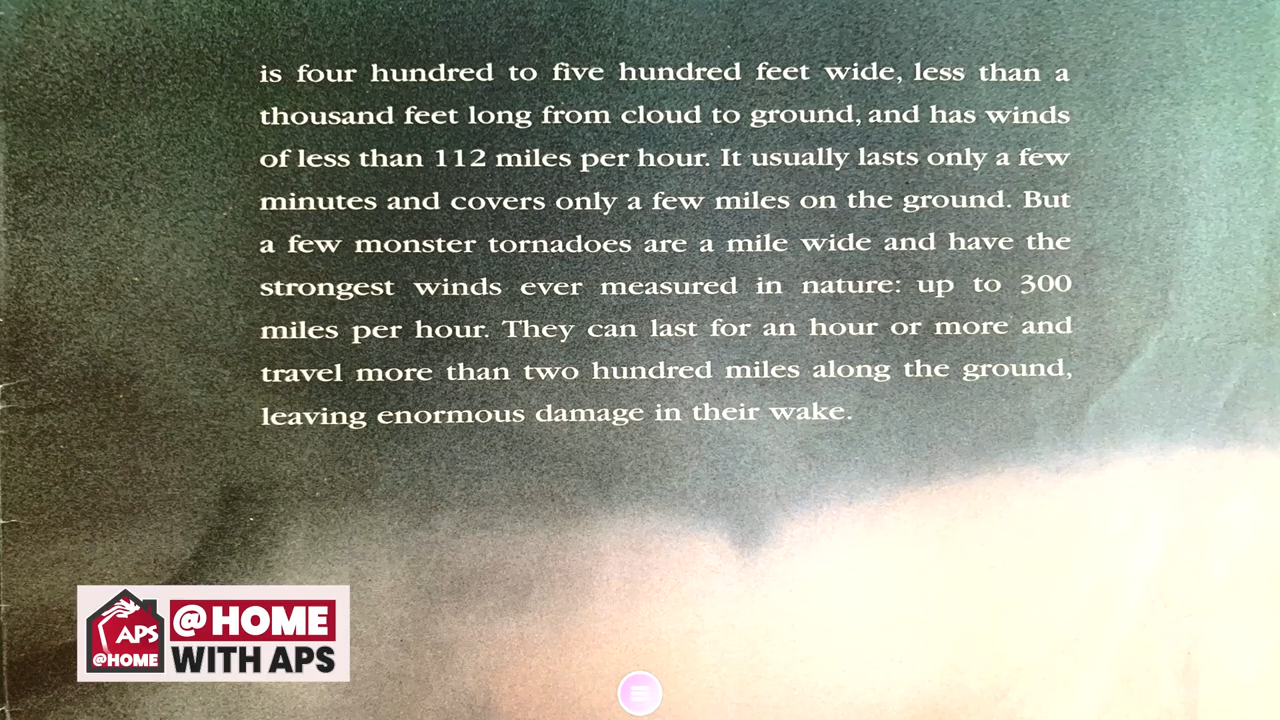 is four hundred to five hundred feet wide, less than a
thousand feet long from cloud to ground, and has winds
of less than 112 miles per hour. It usually lasts only a few
minutes and covers only a few miles on the ground. But
a few monster tornadoes are a mile wide and have the
strongest winds ever measured in nature: up to 300
miles per hour. They can last for an hour or more and
travel more than two hundred miles along the ground,
leaving enormous damage in their wake.
APS
@HOME
@HOME
WITH APS